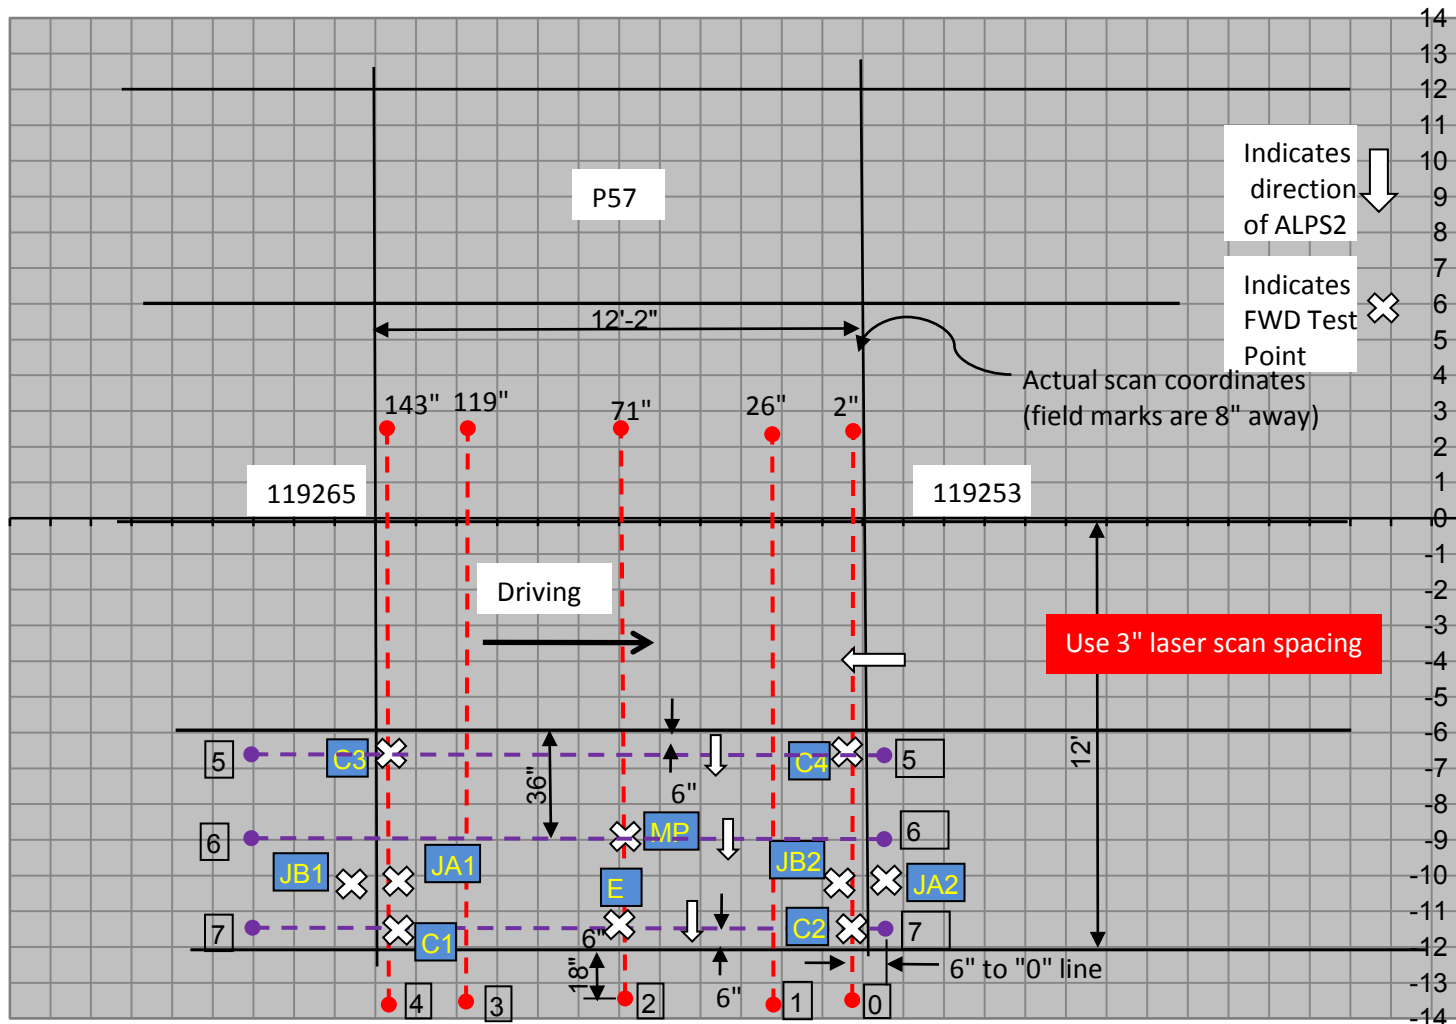 14
13
12
11
10
9
8
7
6
5
4
3
2
1
0
-1
-2
-3
-4
-5
-6
-7
-8
-9
-10
-11
-12
-13
-14
P57
Indicates
direction
of ALPS2
Indicates
FWD Test
Point
12'-2"
Actual scan coordinates
(field marks are 8" away)
143"
119"
71"
26"
2"
119265
119253
Driving
Use 3" laser scan spacing
12'
5
C3
36"
6"
C4
5
6
MP
6
JB1
JA1
E
JB2
JA2
7
C1
6"
C2
7
18"
6"
6" to "0" line
4
3
2
1
0